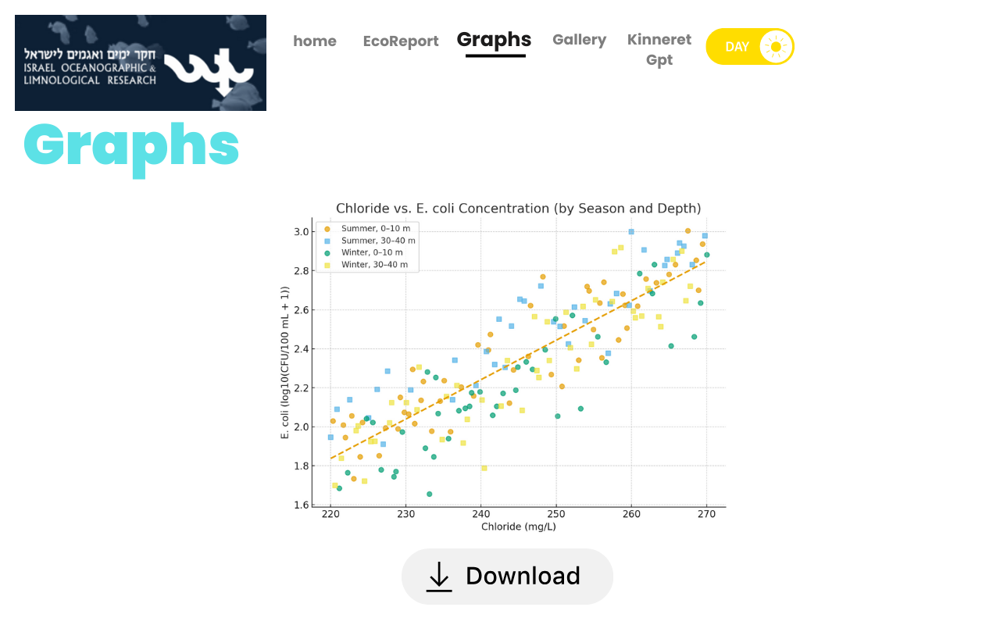 חקר ימים ואגמים לישראל
ISRAEL OCEANOGRAPHIC &
LIMNOLOGICAL RESEARCH
home
EcoReport
Graphs
Gallery
Kinneret
Gpt
DAY
Graphs
Chloride vs. E. coli Concentration (by Season and Depth)
Summer, 0–10 m
Summer, 30–40 m
Winter, 0–10 m
Winter, 30–40 m
E. coli (log10(CFU/100 mL + 1))
3.0
2.8
2.6
2.4
2.2
2.0
1.8
1.6
220 230 240 250 260 270
Chloride (mg/L)
Download